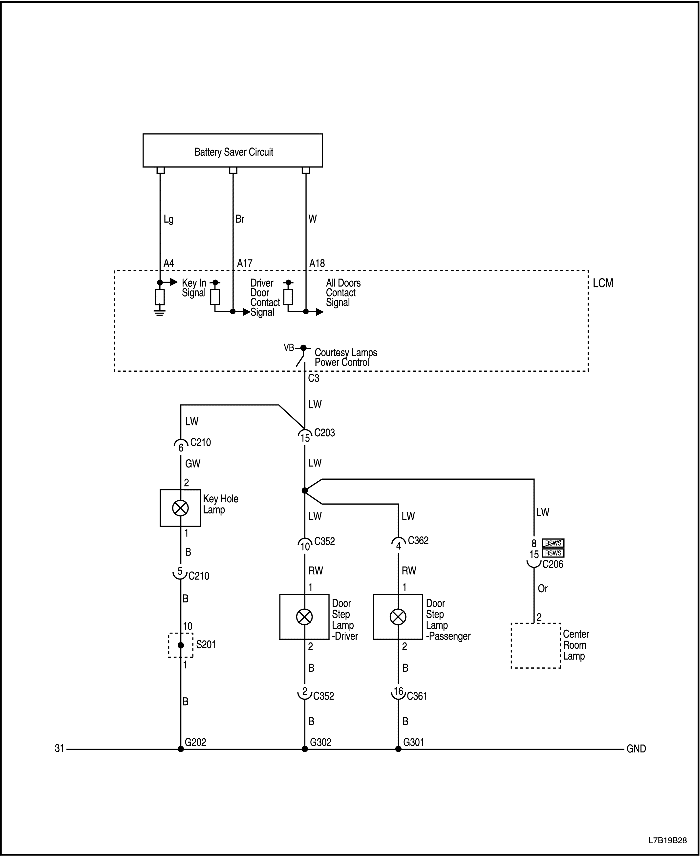 Battery Saver Circuit
Lg
Br
W
A4
A17
A18
LCM
Key In
Signal
Driver
Door
Contact
Signal
All Doors
Contact
Signal
VB
Courtesy Lamps
Power Control
C3
LW
LW
15
C203
6
C210
GW
LW
2
Key Hole
Lamp
1
B
5
C210
B
10
S201
1
B
G202
LW
10
C352
RW
1
Door
Step
Lamp
-Driver
2
B
2
C352
B
G302
LW
4
C362
RW
1
Door
Step
Lamp
-Passenger
2
B
16
C361
B
G301
LW
8
15
C206
Or
2
Center
Room
Lamp
31
GND
L7B19B28